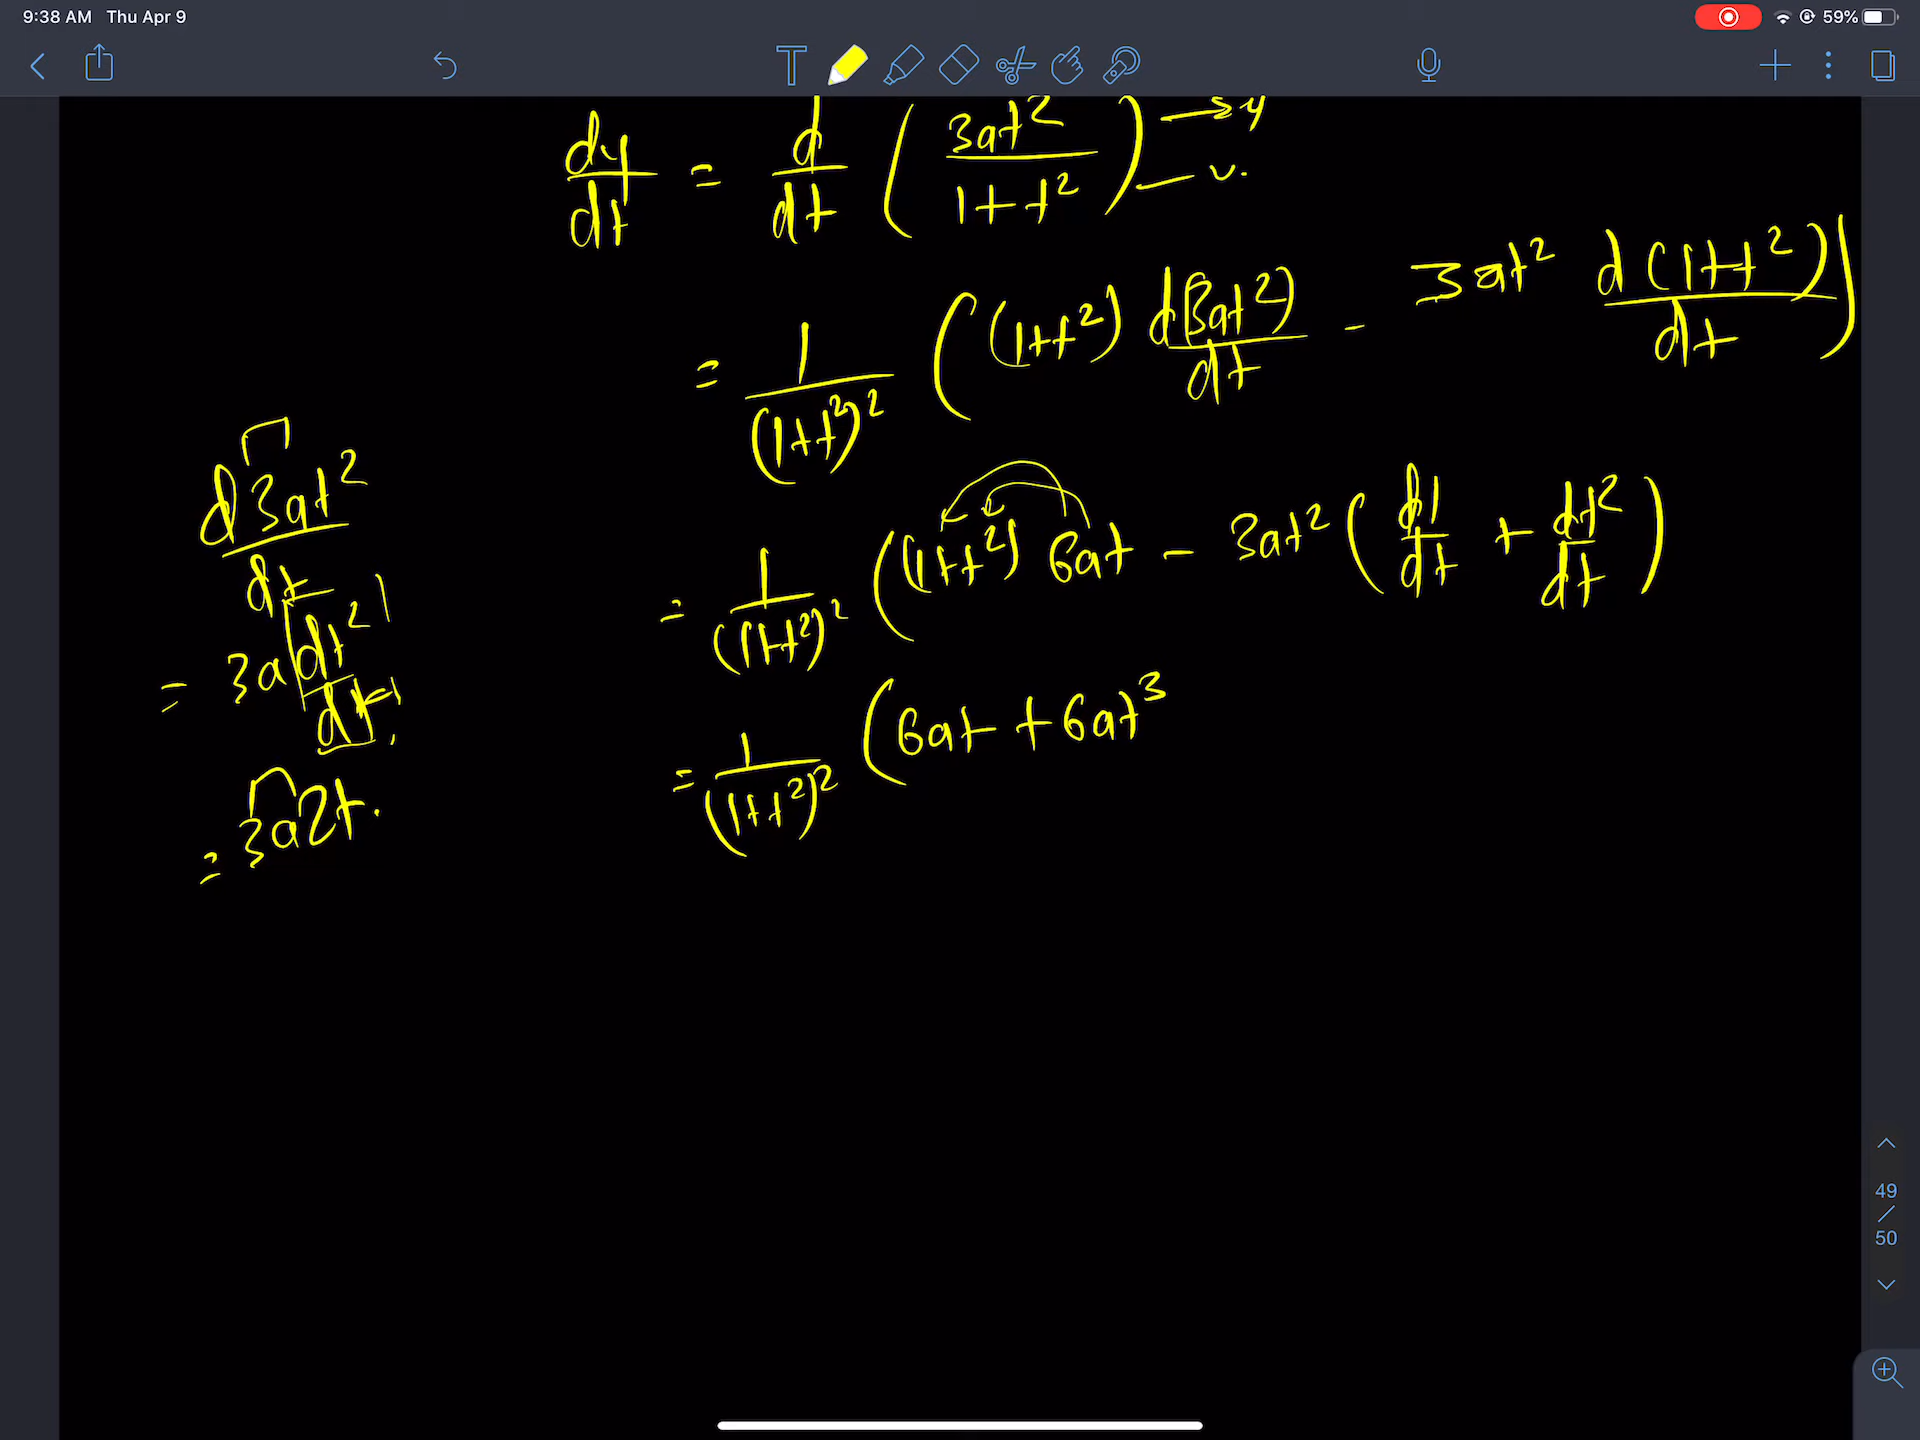 9:38 AM Thu Apr 9
59%
dy/dt = d/dt ( 3at² / 1+t² ) → y
— v.
= 1/(1+t²)² ( (1+t²) d(3at²)/dt - 3at² d(1+t²)/dt )
= 1/(1+t²)² ( (1+t²) 6at - 3at² ( d1/dt + dt²/dt )
= 1/(1+t²)² ( 6at + 6at³
d3at²/dt
= 3a dt²/dt
= 3a2t.
49
/
50